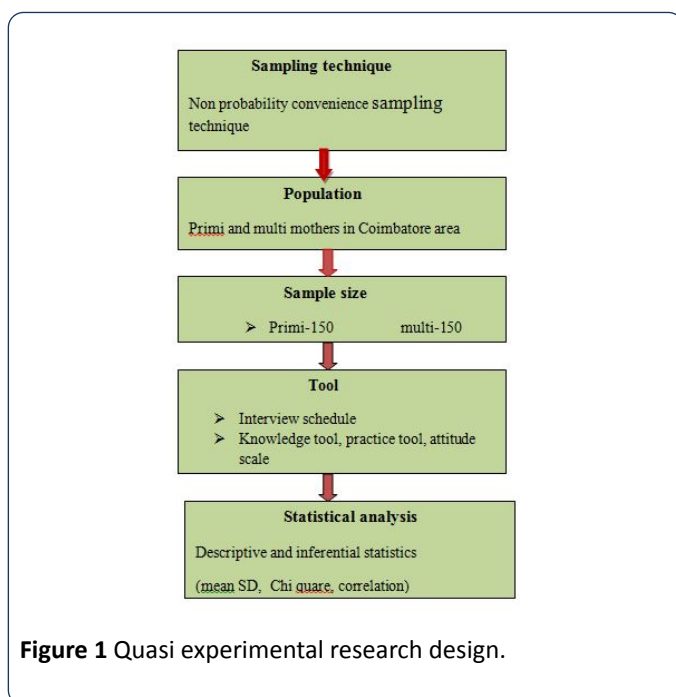 Sampling technique
Non probability convenience sampling
technique
Population
Primi and multi mothers in Coimbatore area
Sample size
➢ Primi-150 multi-150
Tool
➢ Interview schedule
➢ Knowledge tool, practice tool, attitude
scale
Statistical analysis
Descriptive and inferential statistics
(mean SD, Chi quare, correlation)
Figure 1 Quasi experimental research design.